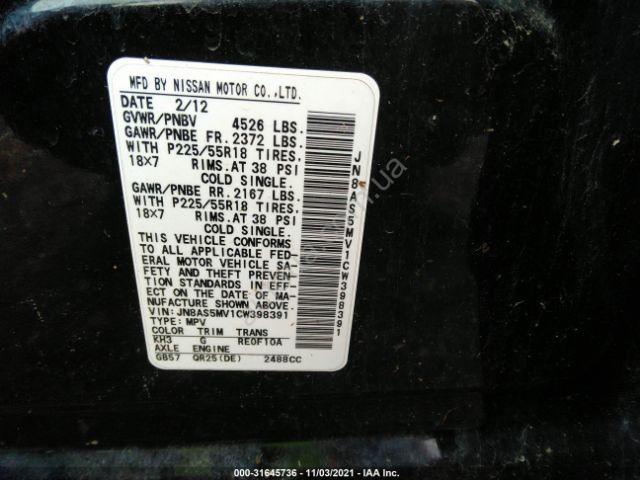 MFD BY NISSAN MOTOR CO.,LTD.
DATE 2/12
GVWR/PNBV 4526 LBS.
GAWR/PNBE FR. 2372 LBS.
WITH P225/55R18 TIRES.
18X7 RIMS.AT 38 PSI
COLD SINGLE.
GAWR/PNBE RR. 2167 LBS.
WITH P225/55R18 TIRES.
18X7 RIMS.AT 38 PSI
COLD SINGLE.
THIS VEHICLE CONFORMS
TO ALL APPLICABLE FED-
ERAL MOTOR VEHICLE SA-
FETY AND THEFT PREVEN-
TION STANDARDS IN EFF-
ECT ON THE DATE OF MA-
NUFACTURE SHOWN ABOVE.
VIN:JN8AS5MV1CW398391
TYPE:MPV
COLOR TRIM TRANS
KH3 G RE0F10A
AXLE ENGINE
GB57 QR25(DE) 2488CC
JN8AS5MV1CW398391
000-31645736 - 11/03/2021 - IAA Inc.